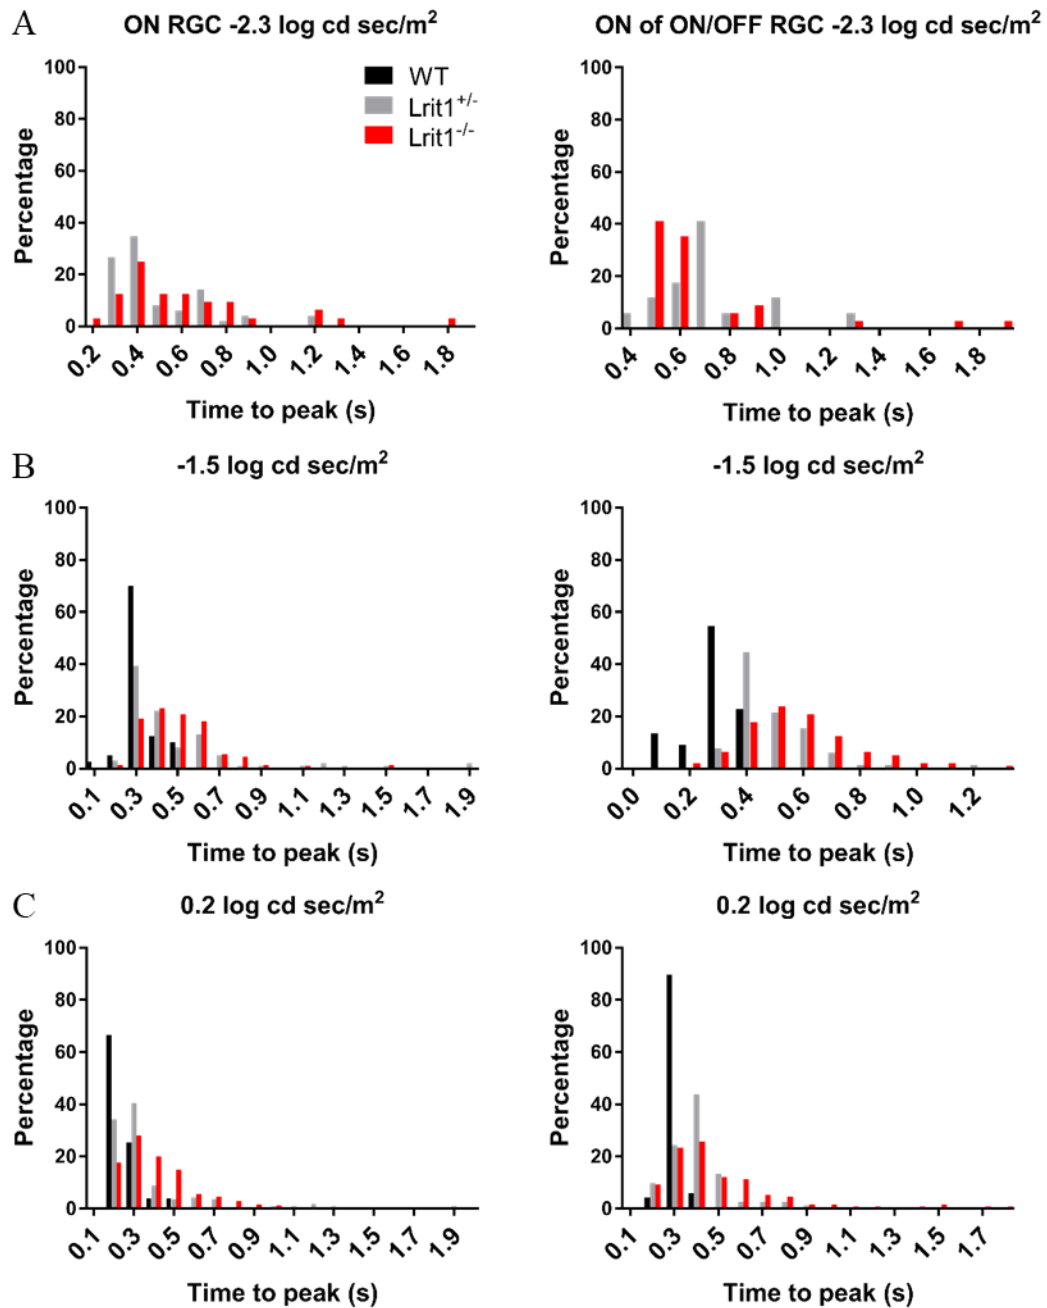 A
ON RGC -2.3 log cd sec/m²
ON of ON/OFF RGC -2.3 log cd sec/m²
WT
Lrit1+/-
Lrit1-/-
Percentage
100
80
60
40
20
0
0.2 0.4 0.6 0.8 1.0 1.2 1.4 1.6 1.8
Time to peak (s)
Percentage
100
80
60
40
20
0
0.4 0.6 0.8 1.0 1.2 1.4 1.6 1.8
Time to peak (s)
B
-1.5 log cd sec/m²
-1.5 log cd sec/m²
Percentage
100
80
60
40
20
0
0.1 0.3 0.5 0.7 0.9 1.1 1.3 1.5 1.7 1.9
Time to peak (s)
Percentage
100
80
60
40
20
0
0.0 0.2 0.4 0.6 0.8 1.0 1.2
Time to peak (s)
C
0.2 log cd sec/m²
0.2 log cd sec/m²
Percentage
100
80
60
40
20
0
0.1 0.3 0.5 0.7 0.9 1.1 1.3 1.5 1.7 1.9
Time to peak (s)
Percentage
100
80
60
40
20
0
0.1 0.3 0.5 0.7 0.9 1.1 1.3 1.5 1.7
Time to peak (s)